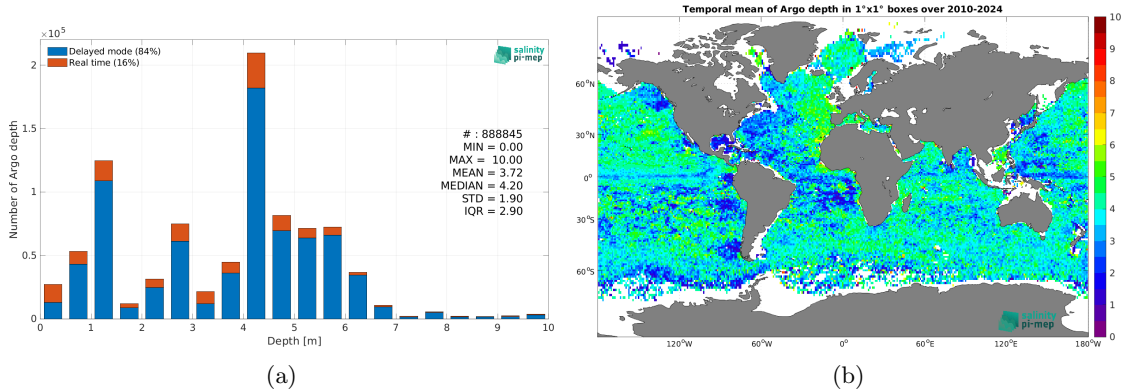 Delayed mode (84%)
Real time (16%)
salinity
pi-mep
×10⁵
2
1.5
1
0.5
0
Number of Argo depth
# : 888845
MIN = 0.00
MAX = 10.00
MEAN = 3.72
MEDIAN = 4.20
STD = 1.90
IQR = 2.90
0 1 2 3 4 5 6 7 8 9 10
Depth [m]
(a)
Temporal mean of Argo depth in 1°x1° boxes over 2010-2024
60°N
30°N
0°
30°S
60°S
120°W 60°W 0° 60°E 120°E 180°W
salinity
pi-mep
10
9
8
7
6
5
4
3
2
1
0
(b)